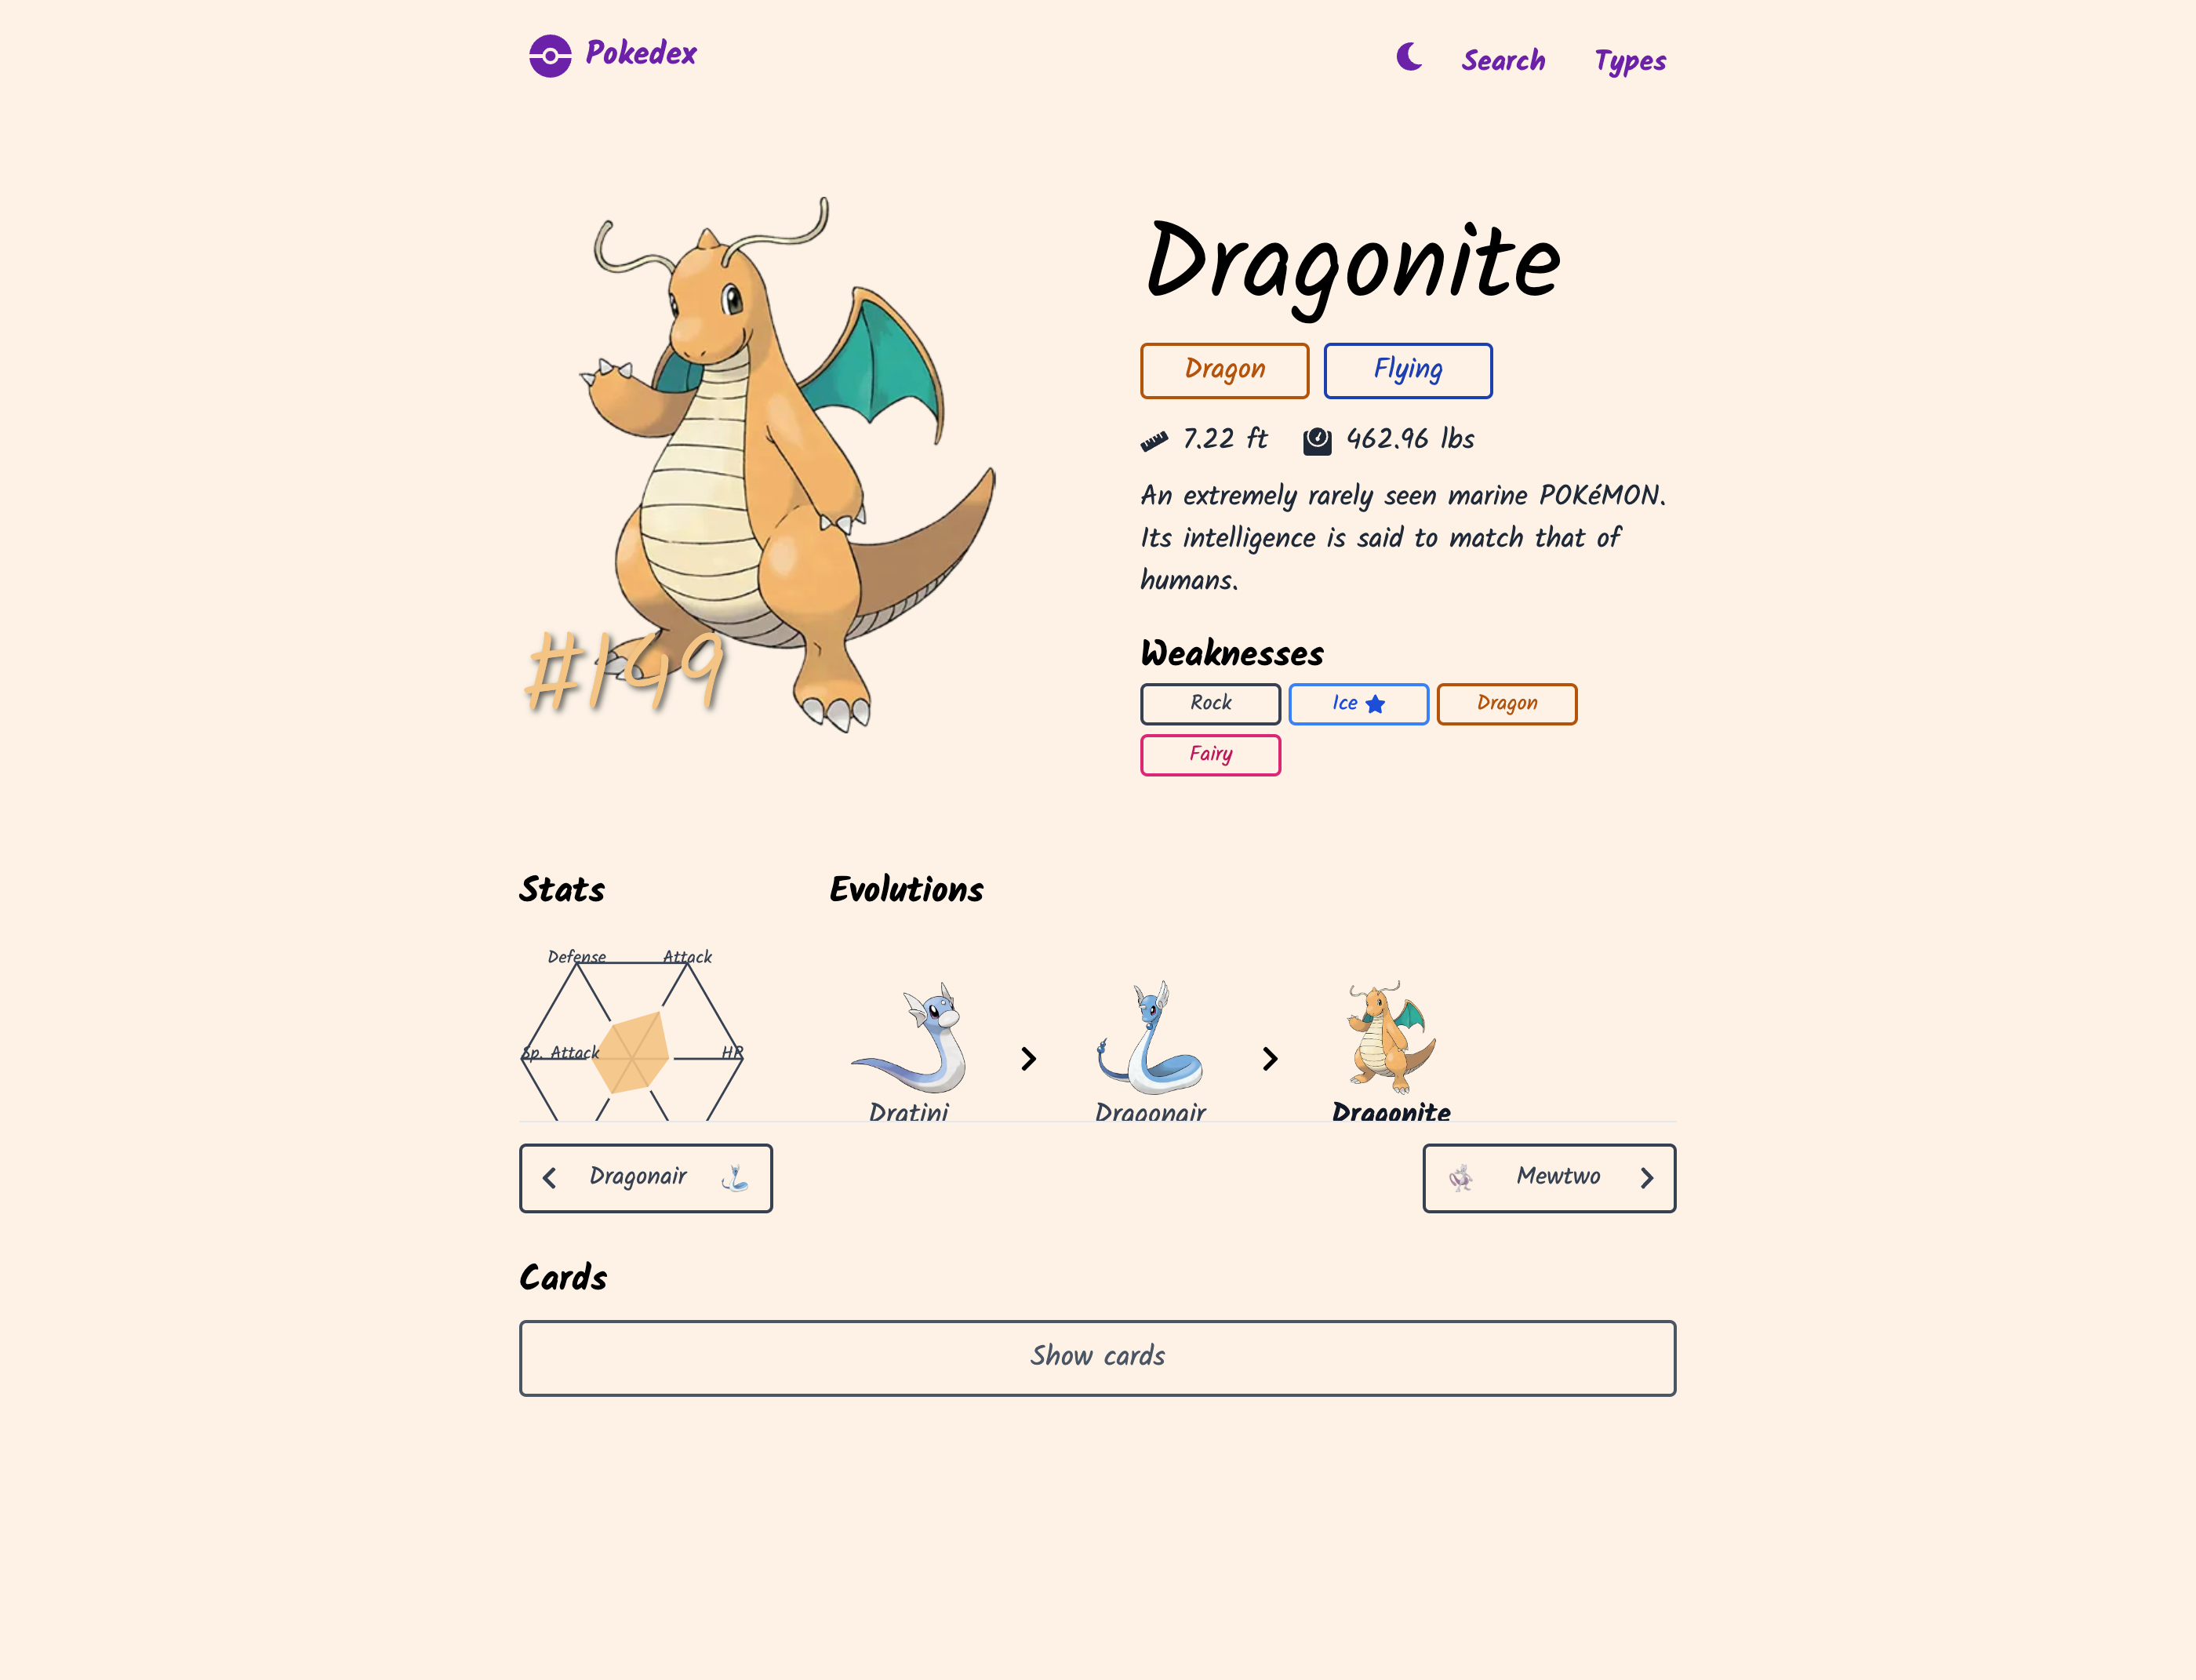 Pokedex
Search
Types
Dragonite
Dragon
Flying
7.22 ft
462.96 lbs
An extremely rarely seen marine POKéMON.
Its intelligence is said to match that of
humans.
#149
Weaknesses
Rock
Ice
Dragon
Fairy
Stats
Evolutions
Defense
Attack
Sp. Attack
HP
Dratini
Dragonair
Dragonite
Dragonair
Mewtwo
Cards
Show cards